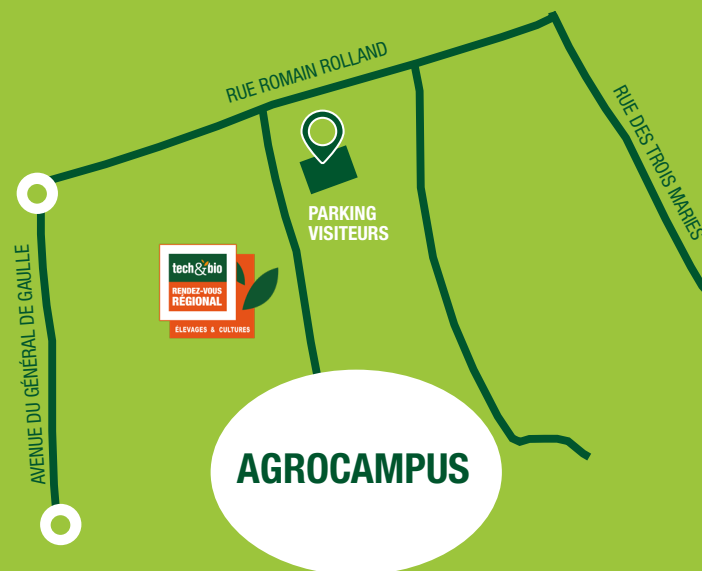 RUE ROMAIN ROLLAND
RUE DES TROIS MARIES
PARKING
VISITEURS
AVENUE DU GÉNÉRAL DE GAULLE
tech&bio
RENDEZ-VOUS
RÉGIONAL
ÉLEVAGES & CULTURES
AGROCAMPUS